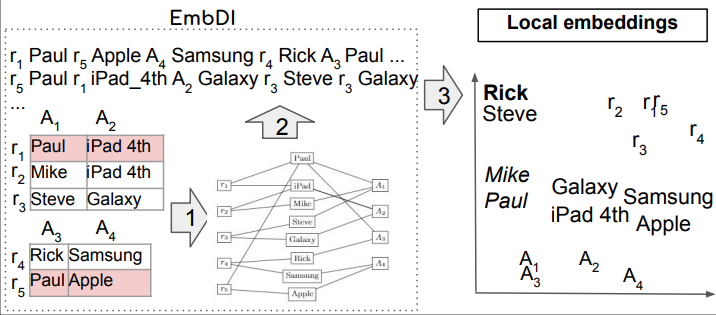 EmbDI
r1 Paul r5 Apple A4 Samsung r4 Rick A3 Paul ...
r5 Paul r1 iPad_4th A2 Galaxy r3 Steve r3 Galaxy
...
A1 A2
r1 Paul iPad 4th
r2 Mike iPad 4th
r3 Steve Galaxy
A3 A4
r4 Rick Samsung
r5 Paul Apple
1
2
3
Paul
r1 iPad A1
r2 Mike
Steve A2
r3 Galaxy A3
r4 Rick A4
Samsung
r5 Apple
Local embeddings
Rick
Steve
r2 r1 r5
r3 r4
Mike
Paul
Galaxy Samsung
iPad 4th Apple
A1 A2
A3 A4